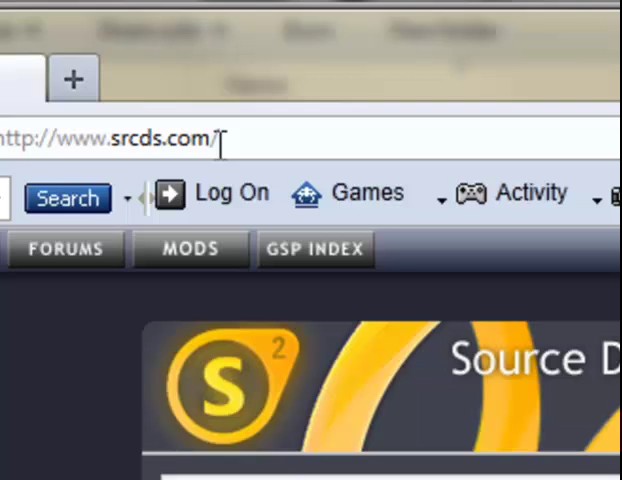 http://www.srcds.com/
Search Log On Games Activity
FORUMS MODS GSP INDEX
S 2
Source D